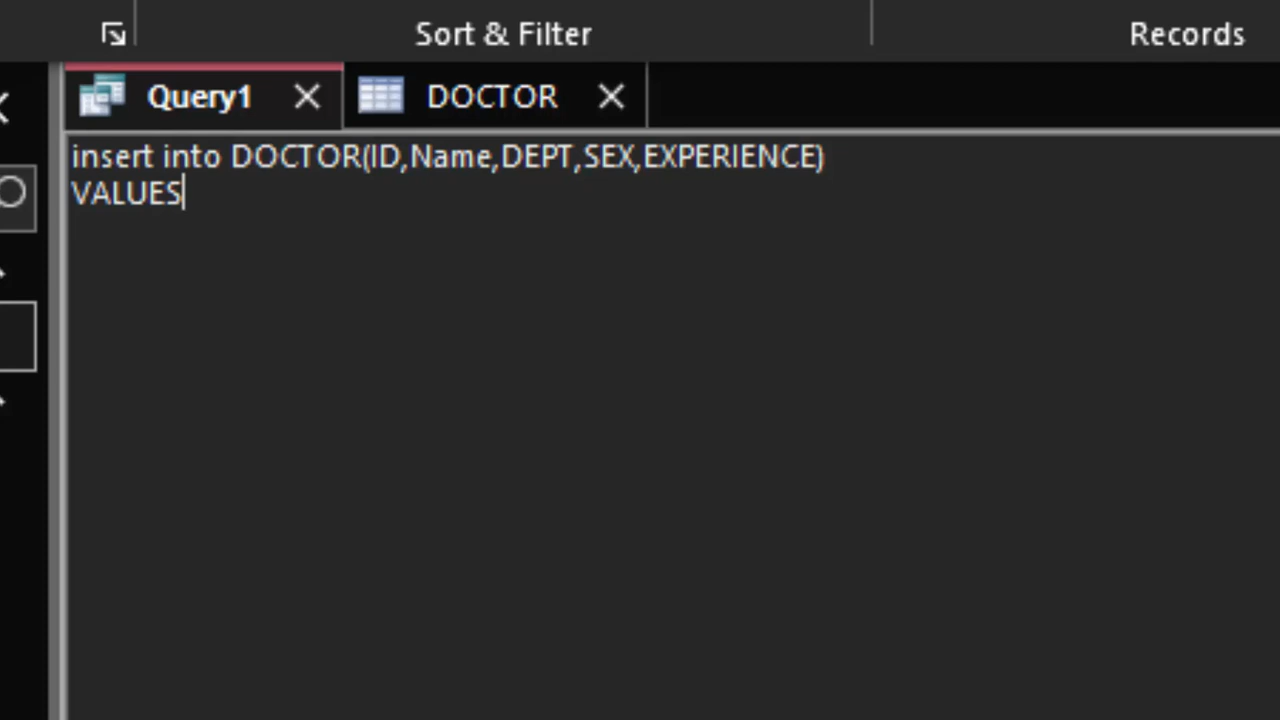 Sort & Filter
Records
Query1
DOCTOR
insert into DOCTOR(ID,Name,DEPT,SEX,EXPERIENCE)
VALUES